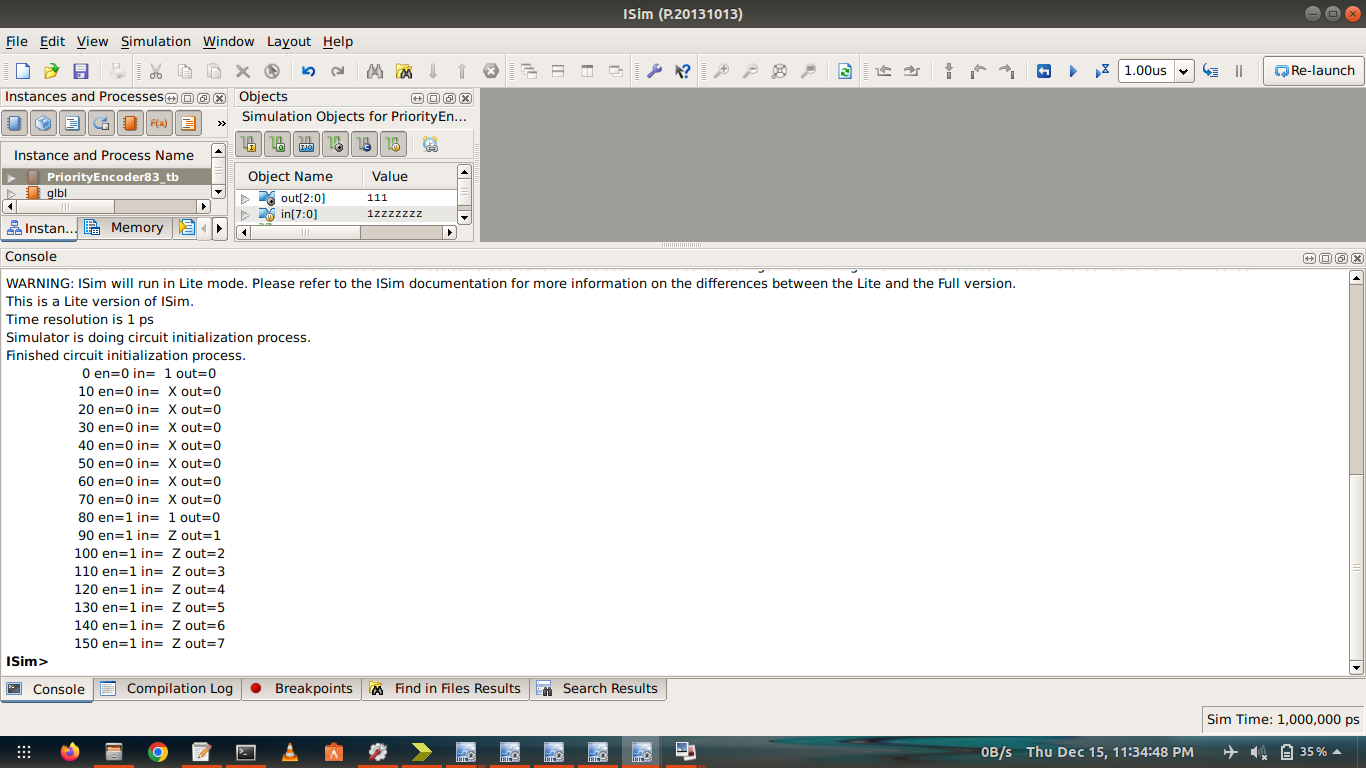 ISim (P.20131013)
File Edit View Simulation Window Layout Help
1.00us Re-launch
Instances and Processes
F(x) »
Instance and Process Name
PriorityEncoder83_tb
glbl
Instan... Memory
Objects
Simulation Objects for PriorityEn...
Object Name Value
out[2:0] 111
in[7:0] 1zzzzzzz
Console
WARNING: ISim will run in Lite mode. Please refer to the ISim documentation for more information on the differences between the Lite and the Full version.
This is a Lite version of ISim.
Time resolution is 1 ps
Simulator is doing circuit initialization process.
Finished circuit initialization process.
0 en=0 in= 1 out=0
10 en=0 in= X out=0
20 en=0 in= X out=0
30 en=0 in= X out=0
40 en=0 in= X out=0
50 en=0 in= X out=0
60 en=0 in= X out=0
70 en=0 in= X out=0
80 en=1 in= 1 out=0
90 en=1 in= Z out=1
100 en=1 in= Z out=2
110 en=1 in= Z out=3
120 en=1 in= Z out=4
130 en=1 in= Z out=5
140 en=1 in= Z out=6
150 en=1 in= Z out=7
ISim>
Console Compilation Log Breakpoints Find in Files Results Search Results
Sim Time: 1,000,000 ps
0B/s Thu Dec 15, 11:34:48 PM 35 %